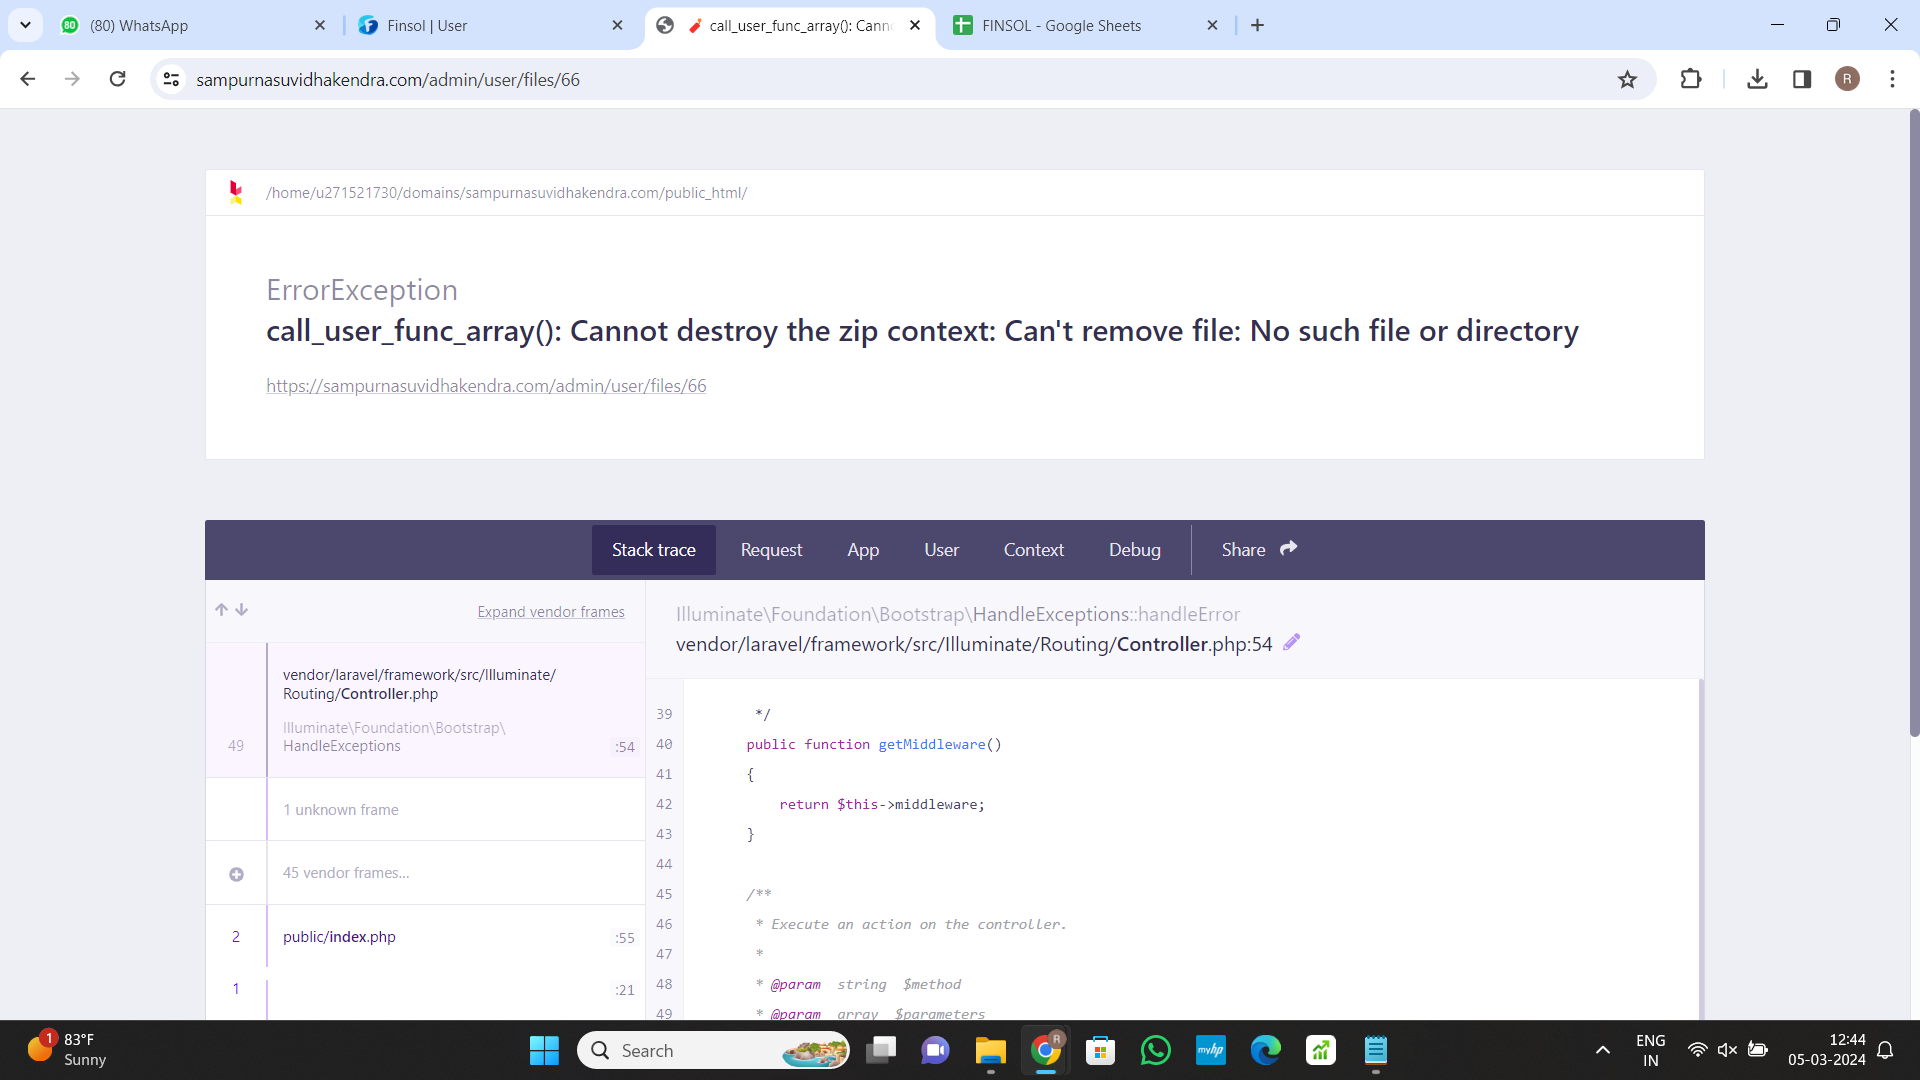 80
(80) WhatsApp
Finsol | User
call_user_func_array(): Canno
FINSOL - Google Sheets
sampurnasuvidhakendra.com/admin/user/files/66
R
/home/u271521730/domains/sampurnasuvidhakendra.com/public_html/
ErrorException
call_user_func_array(): Cannot destroy the zip context: Can't remove file: No such file or directory
https://sampurnasuvidhakendra.com/admin/user/files/66
Stack trace
Request
App
User
Context
Debug
Share
Expand vendor frames
vendor/laravel/framework/src/Illuminate/
Routing/Controller.php
Illuminate\Foundation\Bootstrap\
49 HandleExceptions :54
1 unknown frame
45 vendor frames...
2 public/index.php :55
1 :21
Illuminate\Foundation\Bootstrap\HandleExceptions::handleError
vendor/laravel/framework/src/Illuminate/Routing/Controller.php:54
39 */
40 public function getMiddleware()
41 {
42 return $this->middleware;
43 }
44
45 /**
46 * Execute an action on the controller.
47 *
48 * @param string $method
49 * @param array $parameters
1
83°F
Sunny
Search
R
myhp
ENG
IN
12:44
05-03-2024